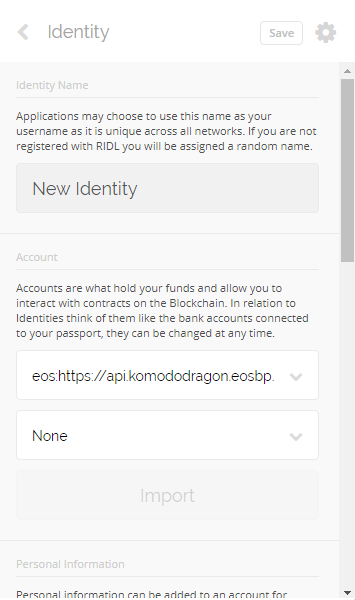 Identity
Save
Identity Name
Applications may choose to use this name as your
username as it is unique across all networks. If you are not
registered with RIDL you will be assigned a random name.
New Identity
Account
Accounts are what hold your funds and allow you to
interact with contracts on the Blockchain. In relation to
Identities think of them like the bank accounts connected
to your passport, they can be changed at any time.
eos:https://api.komododragon.eosbp.
None
Import
Personal Information
Personal information can be added to an account for